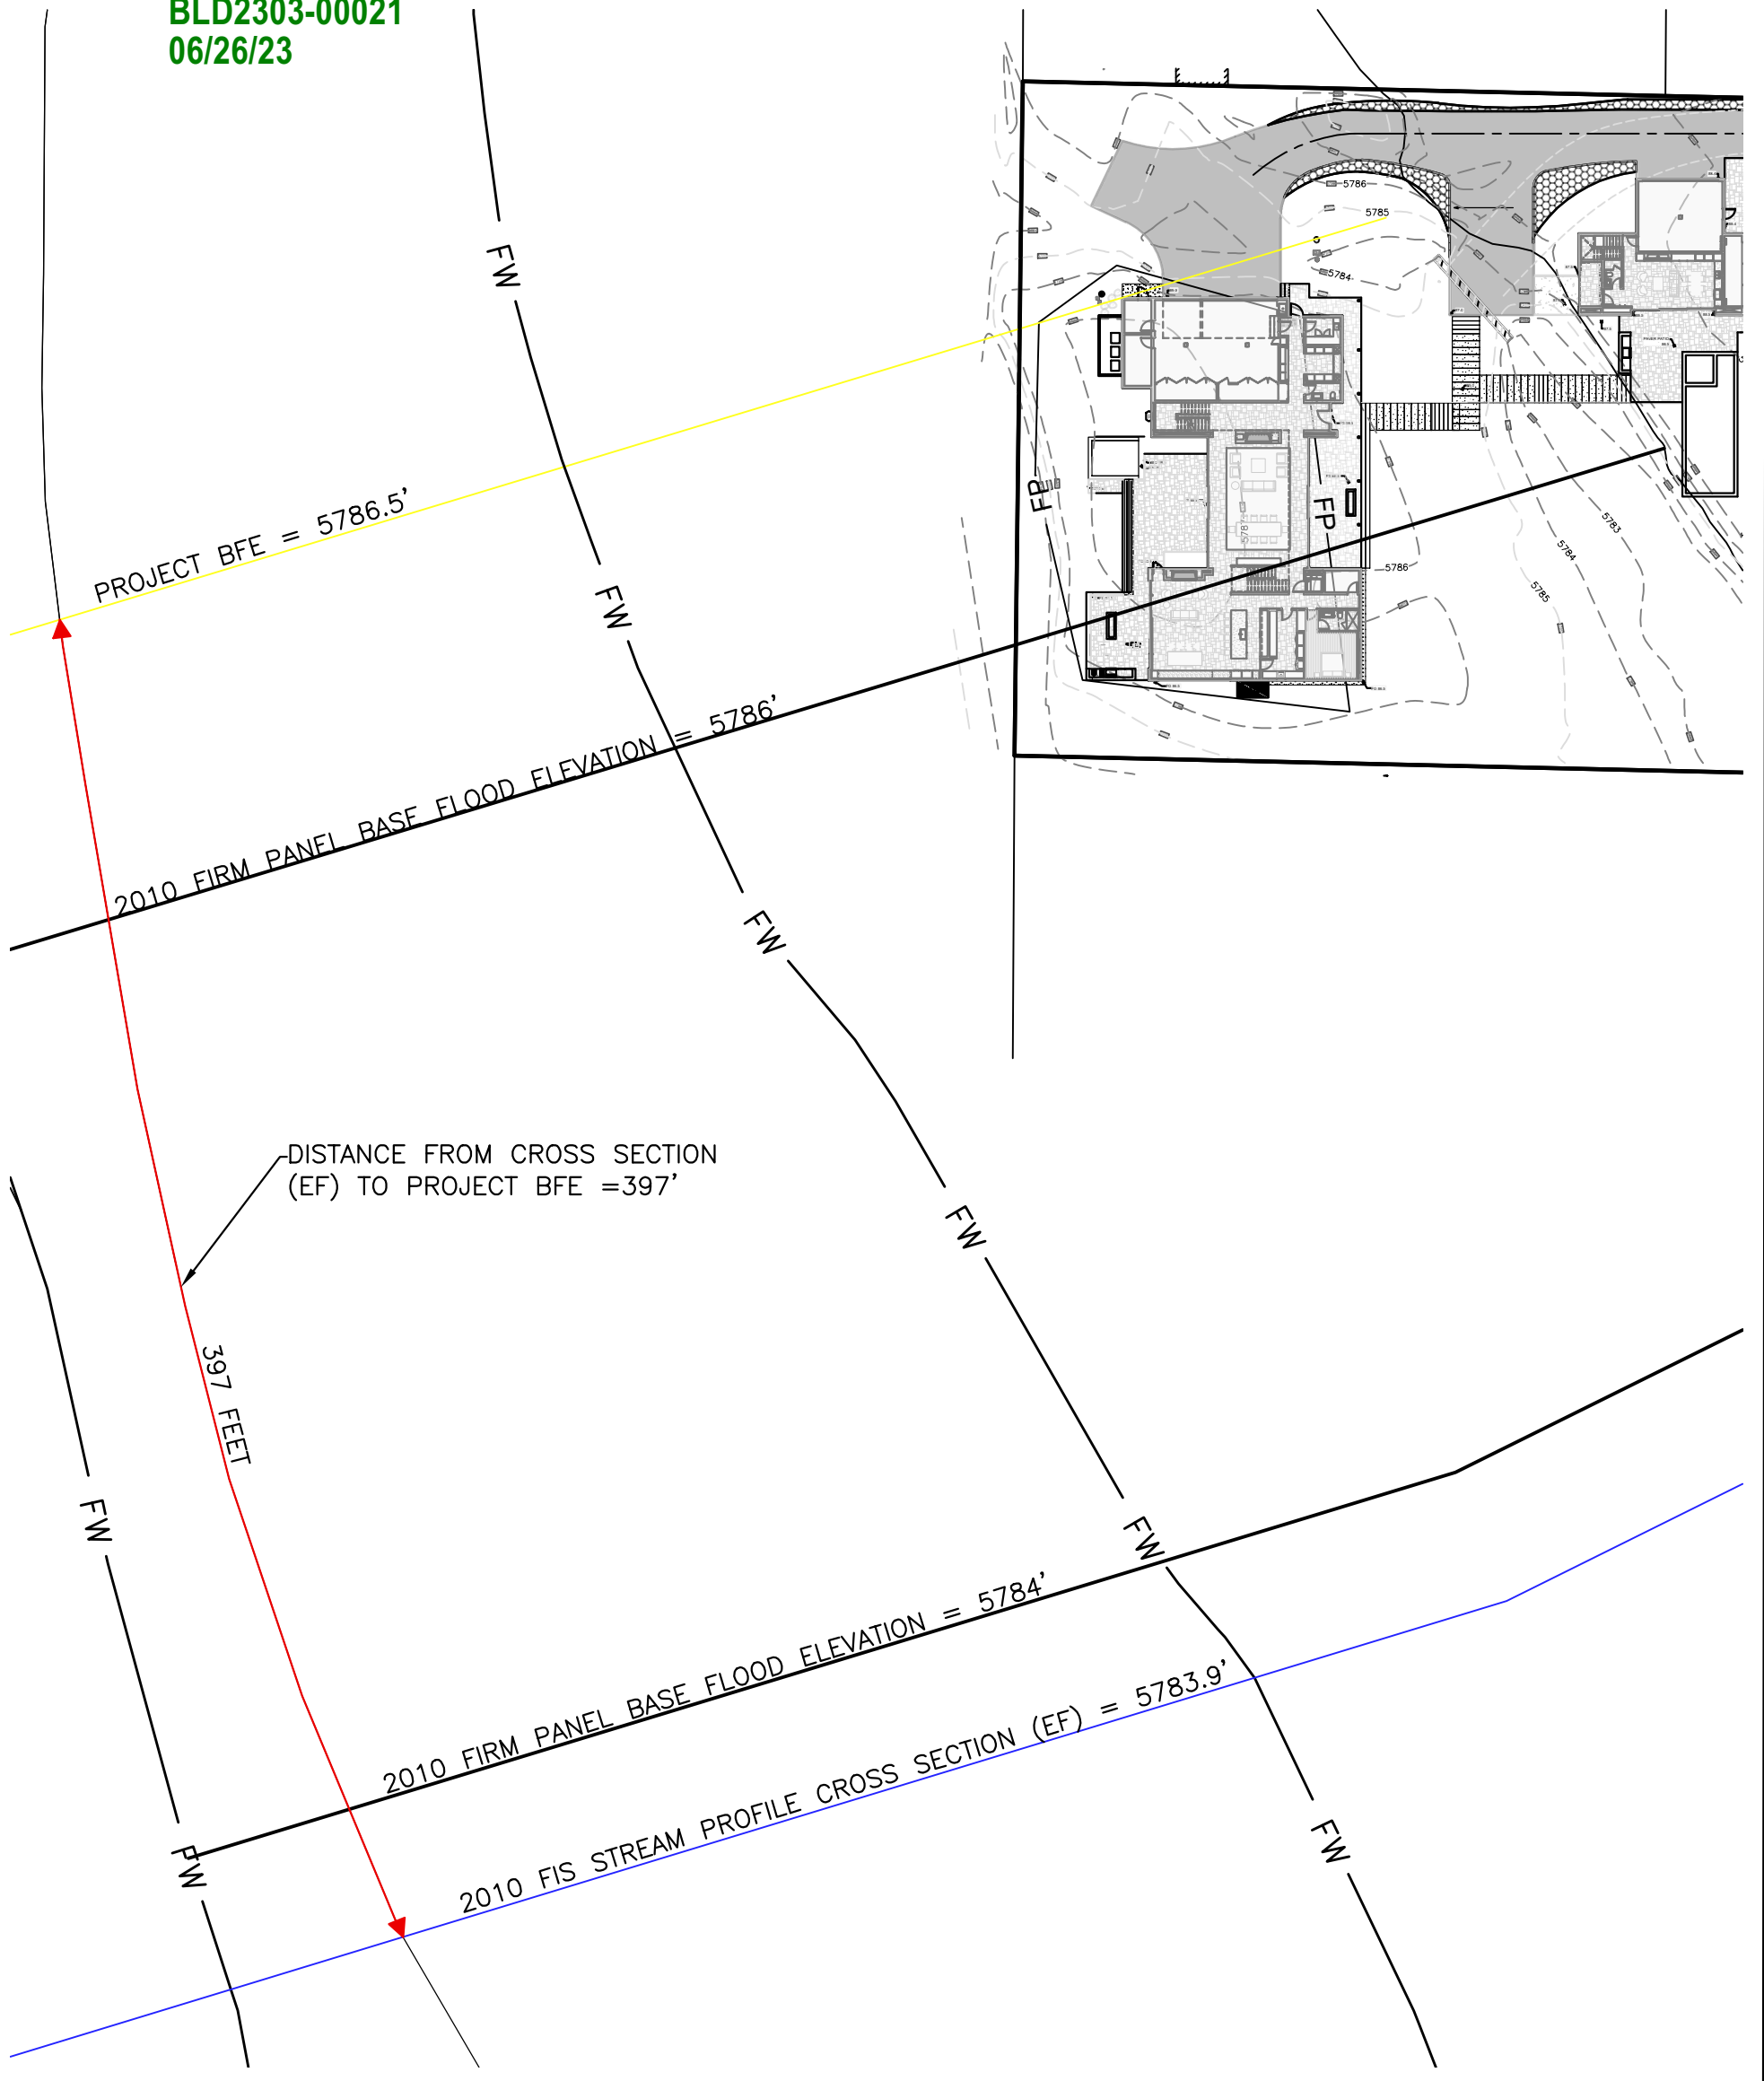 BLD2303-00021
06/26/23
FW
5786
5785
5784
PROJECT BFE = 5786.5'
FW
FP
FP
5787
5786
5783
5784
5785
2010 FIRM PANEL BASE FLOOD ELEVATION = 5786'
FW
DISTANCE FROM CROSS SECTION
(EF) TO PROJECT BFE =397'
FW
397 FEET
FW
FW
2010 FIRM PANEL BASE FLOOD ELEVATION = 5784'
2010 FIS STREAM PROFILE CROSS SECTION (EF) = 5783.9'
FW
FW